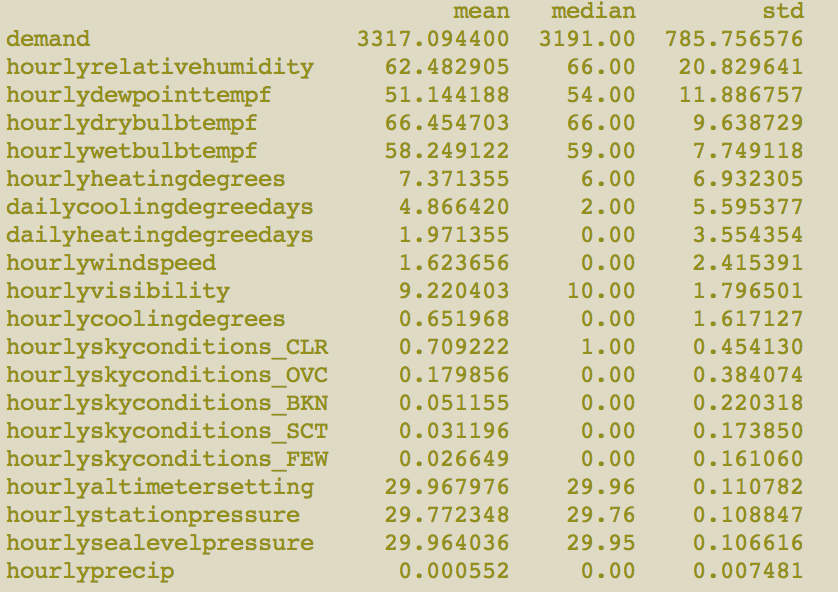 mean median std
demand 3317.094400 3191.00 785.756576
hourlyrelativehumidity 62.482905 66.00 20.829641
hourlydewpointtempf 51.144188 54.00 11.886757
hourlydrybulbtempf 66.454703 66.00 9.638729
hourlywetbulbtempf 58.249122 59.00 7.749118
hourlyheatingdegrees 7.371355 6.00 6.932305
dailycoolingdegreedays 4.866420 2.00 5.595377
dailyheatingdegreedays 1.971355 0.00 3.554354
hourlywindspeed 1.623656 0.00 2.415391
hourlyvisibility 9.220403 10.00 1.796501
hourlycoolingdegrees 0.651968 0.00 1.617127
hourlyskyconditions_CLR 0.709222 1.00 0.454130
hourlyskyconditions_OVC 0.179856 0.00 0.384074
hourlyskyconditions_BKN 0.051155 0.00 0.220318
hourlyskyconditions_SCT 0.031196 0.00 0.173850
hourlyskyconditions_FEW 0.026649 0.00 0.161060
hourlyaltimetersetting 29.967976 29.96 0.110782
hourlystationpressure 29.772348 29.76 0.108847
hourlysealevelpressure 29.964036 29.95 0.106616
hourlyprecip 0.000552 0.00 0.007481